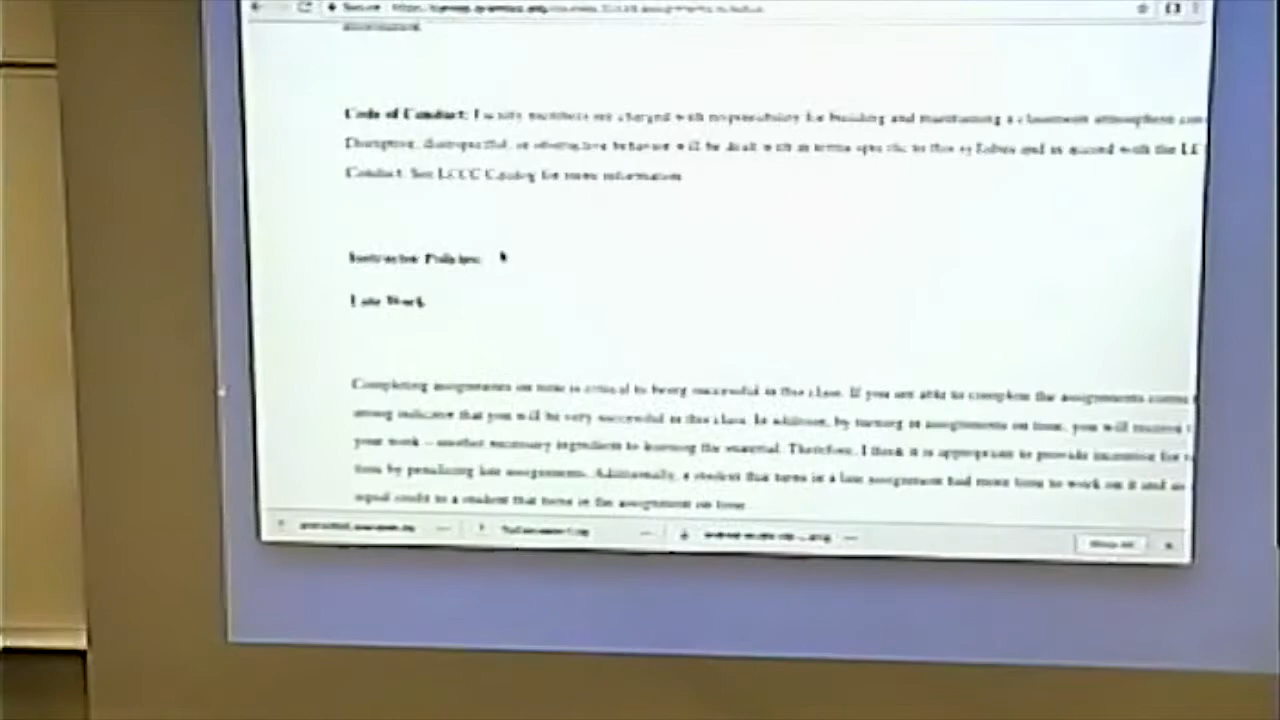 Secure
Code of Conduct: Faculty members are charged with responsibility for building and maintaining a classroom atmosphere
Disruptive, disrespectful, or obstructive behavior will be dealt with in terms specific to this syllabus and in accord with the LC
Conduct. See LCCC Catalog for more information.
Instructor Policies:
Late Work
Completing assignments on time is critical to being successful in this class. If you are able to complete the assignments
strong indicator that you will be very successful in this class. In addition, by turning in assignments on time, you will receive
your work – another necessary ingredient to learning the material. Therefore, I think it is appropriate to provide incentive for
time by penalizing late assignments. Additionally, a student that turns in a late assignment had more time to work on it and
equal credit to a student that turns in the assignment on time.
Show All